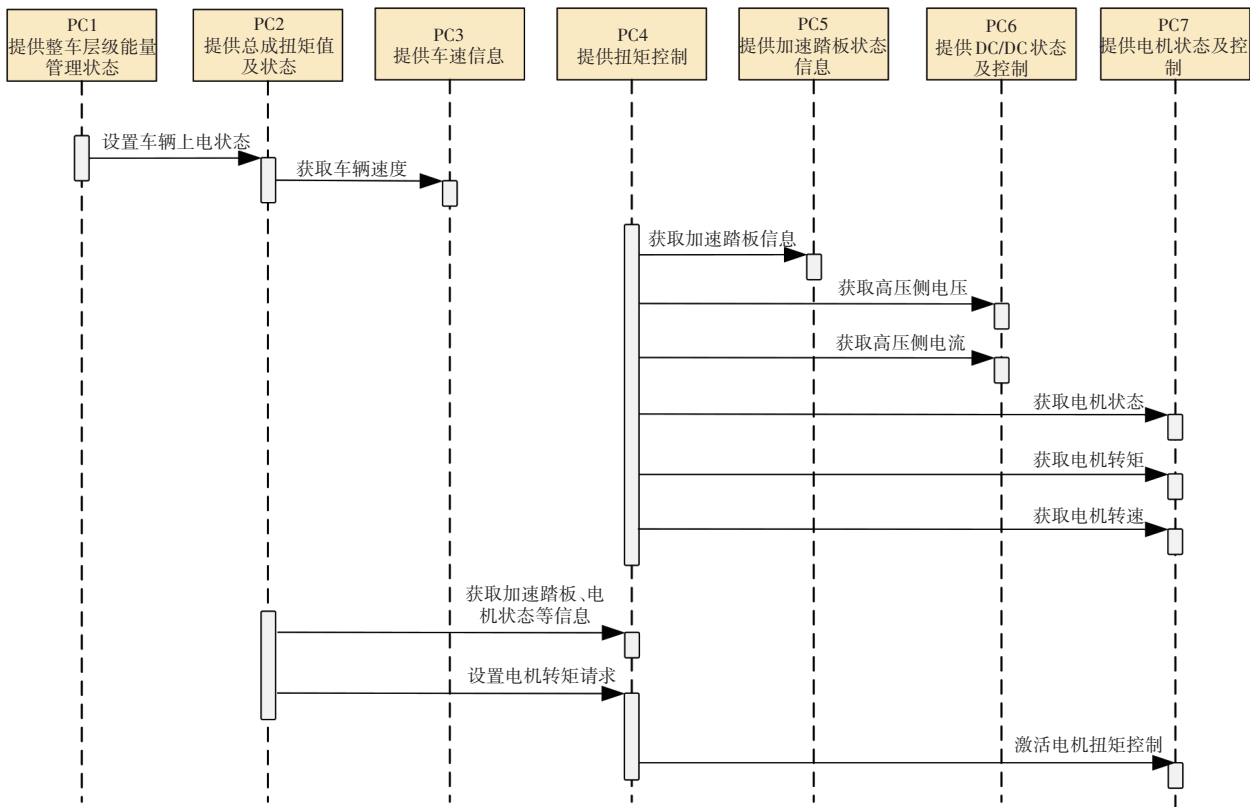 PC1
提供整车层级能量
管理状态
PC2
提供总成扭矩值
及状态
PC3
提供车速信息
PC4
提供扭矩控制
PC5
提供加速踏板状态
信息
PC6
提供DC/DC状态
及控制
PC7
提供电机状态及控
制
设置车辆上电状态
获取车辆速度
获取加速踏板信息
获取高压侧电压
获取高压侧电流
获取电机状态
获取电机转矩
获取电机转速
获取加速踏板、电
机状态等信息
设置电机转矩请求
激活电机扭矩控制